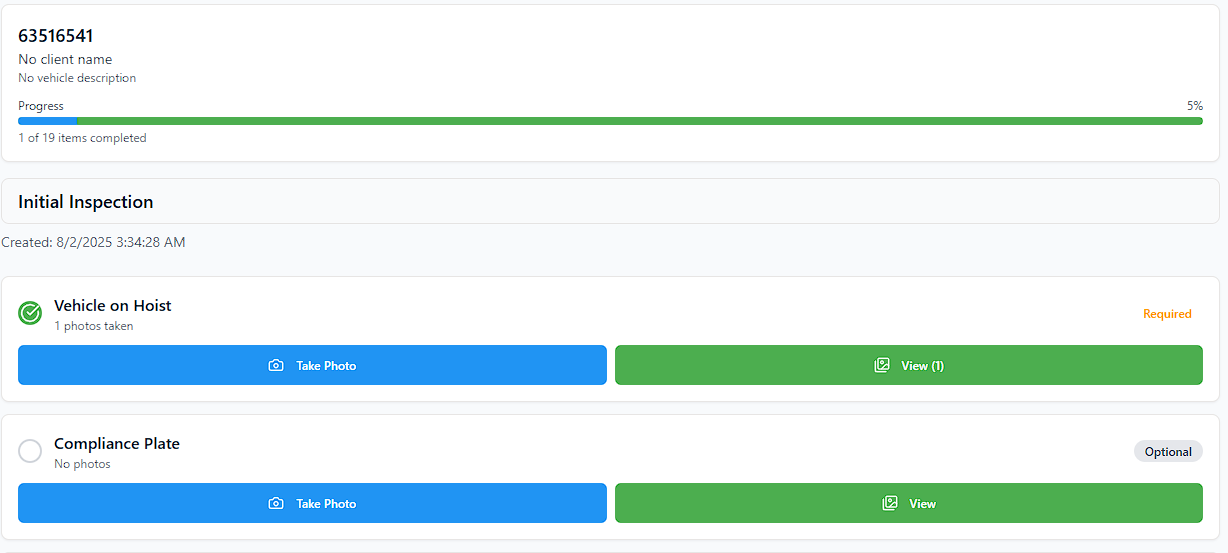 63516541
No client name
No vehicle description
Progress 5%
1 of 19 items completed
Initial Inspection
Created: 8/2/2025 3:34:28 AM
Vehicle on Hoist
1 photos taken
Required
Take Photo View (1)
Compliance Plate
No photos
Optional
Take Photo View